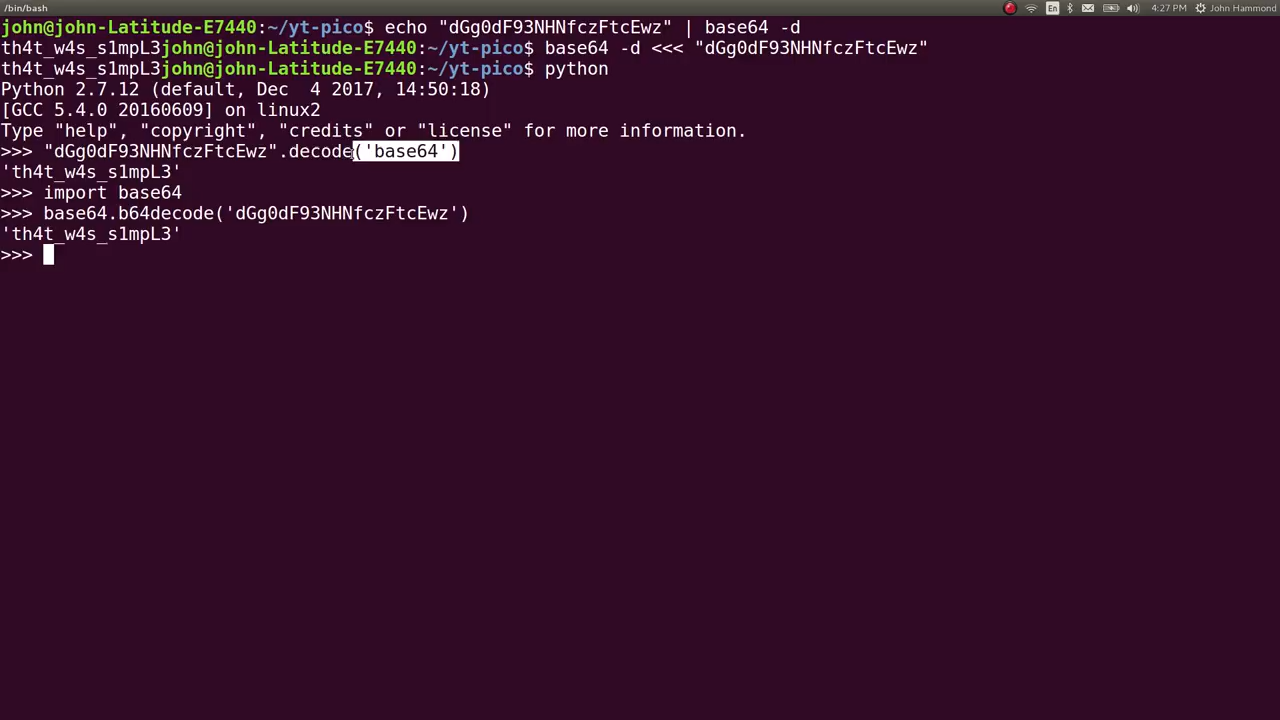 /bin/bash
En
4:27 PM
John Hammond
john@john-Latitude-E7440:~/yt-pico$ echo "dGg0dF93NHNfczFtcEwz" | base64 -d
th4t_w4s_s1mpL3john@john-Latitude-E7440:~/yt-pico$ base64 -d <<< "dGg0dF93NHNfczFtcEwz"
th4t_w4s_s1mpL3john@john-Latitude-E7440:~/yt-pico$ python
Python 2.7.12 (default, Dec  4 2017, 14:50:18)
[GCC 5.4.0 20160609] on linux2
Type "help", "copyright", "credits" or "license" for more information.
>>> "dGg0dF93NHNfczFtcEwz".decode('base64')
'th4t_w4s_s1mpL3'
>>> import base64
>>> base64.b64decode('dGg0dF93NHNfczFtcEwz')
'th4t_w4s_s1mpL3'
>>>